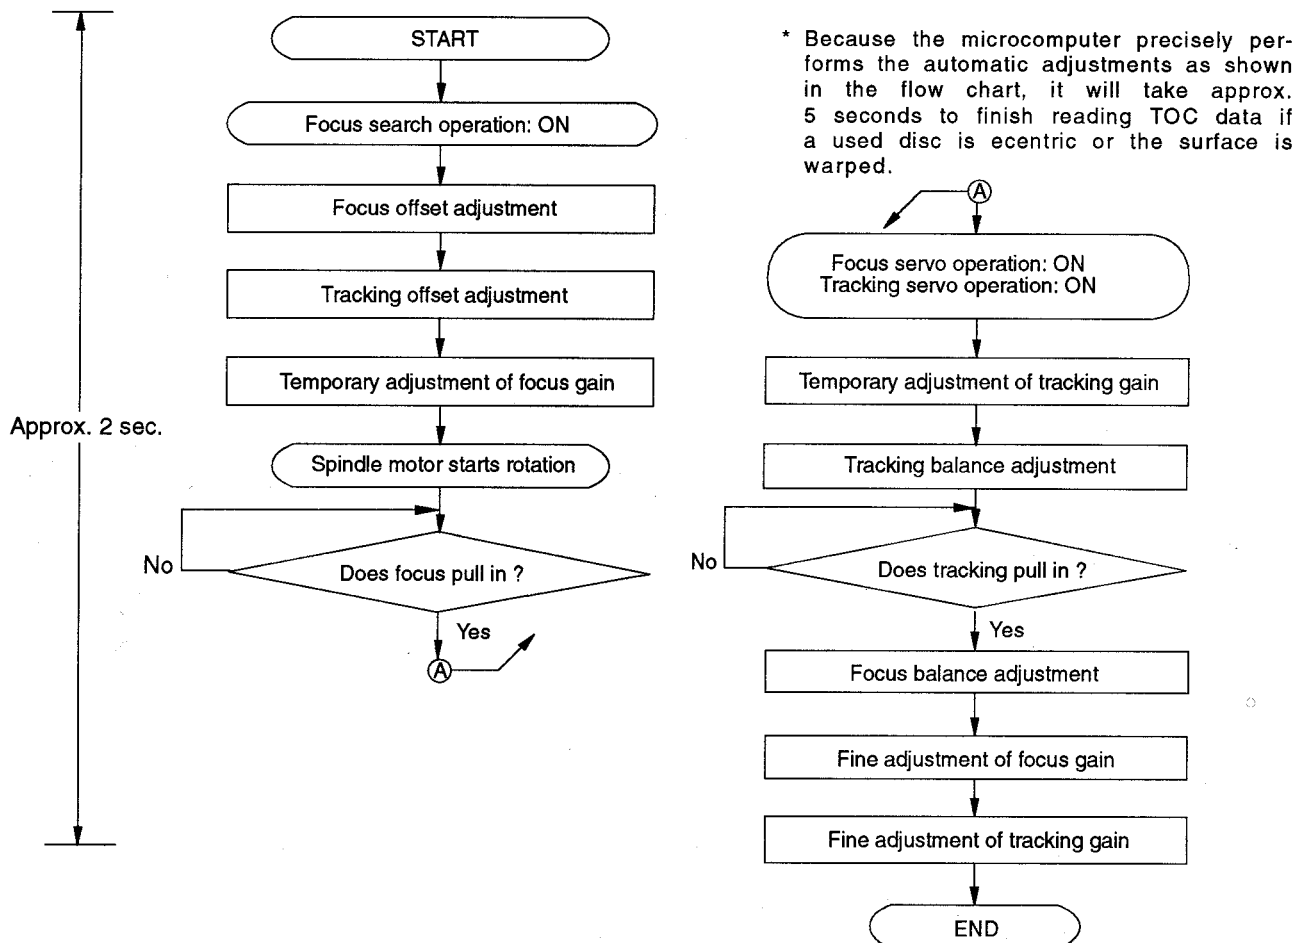 START
Focus search operation: ON
Focus offset adjustment
Tracking offset adjustment
Temporary adjustment of focus gain
Approx. 2 sec.
Spindle motor starts rotation
No
Does focus pull in ?
Yes
A
* Because the microcomputer precisely per-
forms the automatic adjustments as shown
in the flow chart, it will take approx.
5 seconds to finish reading TOC data if
a used disc is ecentric or the surface is
warped.
A
Focus servo operation: ON
Tracking servo operation: ON
Temporary adjustment of tracking gain
Tracking balance adjustment
No
Does tracking pull in ?
Yes
Focus balance adjustment
Fine adjustment of focus gain
Fine adjustment of tracking gain
END